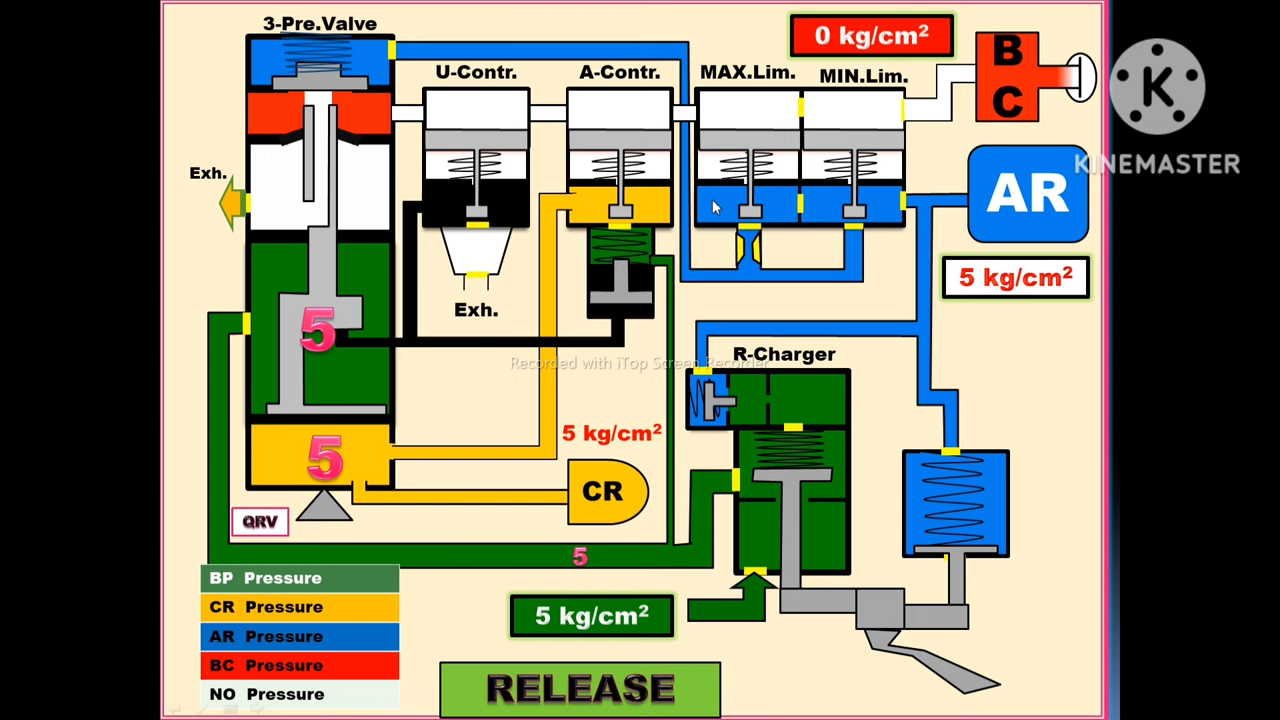 3-Pre.Valve
0 kg/cm²
B
C
U-Contr.
A-Contr.
MAX.Lim.
MIN.Lim.
K
KINEMASTER
Exh.
AR
5 kg/cm²
Exh.
5
Recorded with iTop Screen Recorder
R-Charger
5 kg/cm²
5
CR
QRV
5
BP Pressure
CR Pressure
AR Pressure
BC Pressure
NO Pressure
5 kg/cm²
RELEASE